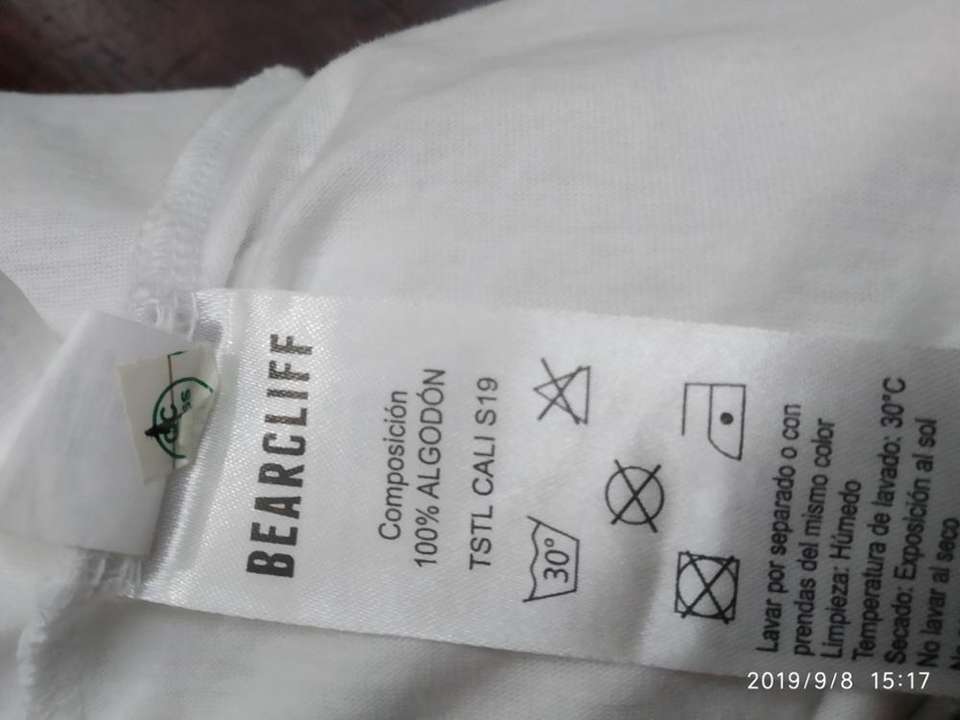 BEARCLIFF
Composición
100% ALGODÓN
TSTL CALI S19
30°
Lavar por separado o con
prendas del mismo color
Limpieza: Húmedo
Temperatura de lavado: 30°C
Secado: Exposición al sol
No lavar al seco
2019/9/8 15:17